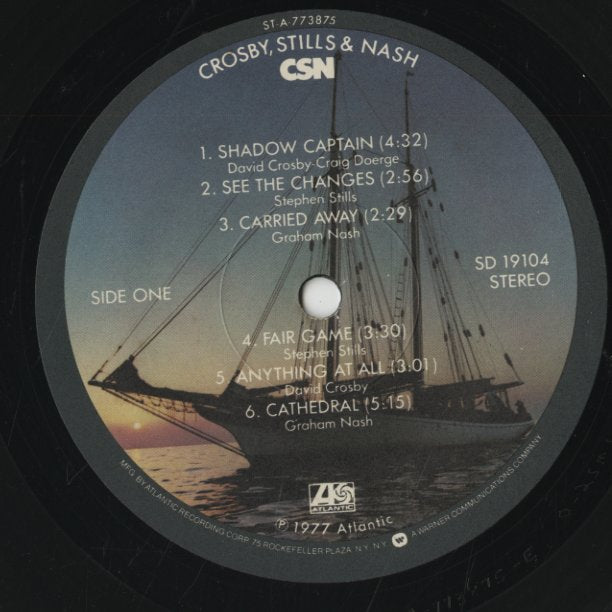 ST-A-773875
CROSBY, STILLS & NASH
CSN
1. SHADOW CAPTAIN (4:32)
David Crosby-Craig Doerge
2. SEE THE CHANGES (2:56)
Stephen Stills
3. CARRIED AWAY (2:29)
Graham Nash
SIDE ONE
SD 19104
STEREO
4. FAIR GAME (3:30)
Stephen Stills
5. ANYTHING AT ALL (3:01)
David Crosby
6. CATHEDRAL (5:15)
Graham Nash
ATLANTIC
℗ 1977 Atlantic
MFG. BY ATLANTIC RECORDING CORP. 75 ROCKEFELLER PLAZA, N.Y. N.Y. A WARNER COMMUNICATIONS COMPANY